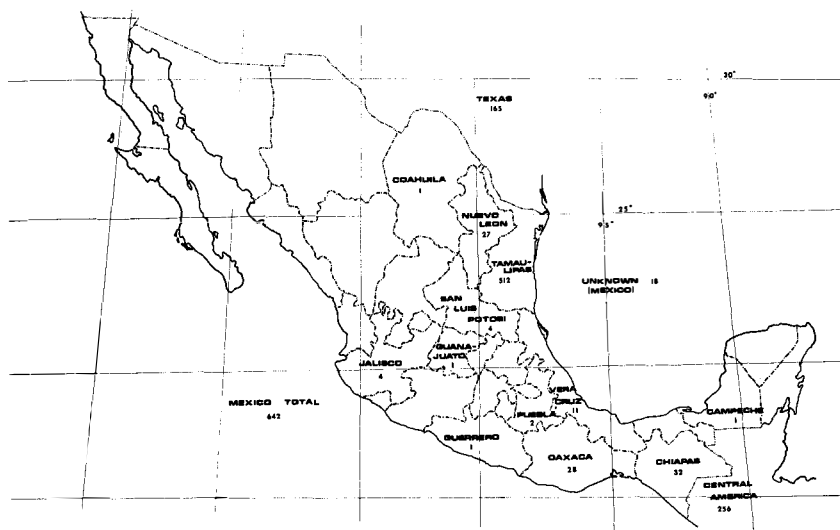 30°
90°
TEXAS
165
COAHUILA
1
25°
95°
NUEVO
LEON
27
TAMAU-
LIPAS
512
UNKNOWN 18
(MEXICO)
SAN
LUIS
POTOSI
4
GUANA-
JUATO
1
JALISCO
4
MEXICO TOTAL
642
VERA
CRUZ
11
PUEBLA
2
CAMPECHE
1
GUERRERO
1
OAXACA
28
CHIAPAS
32
CENTRAL
AMERICA
256